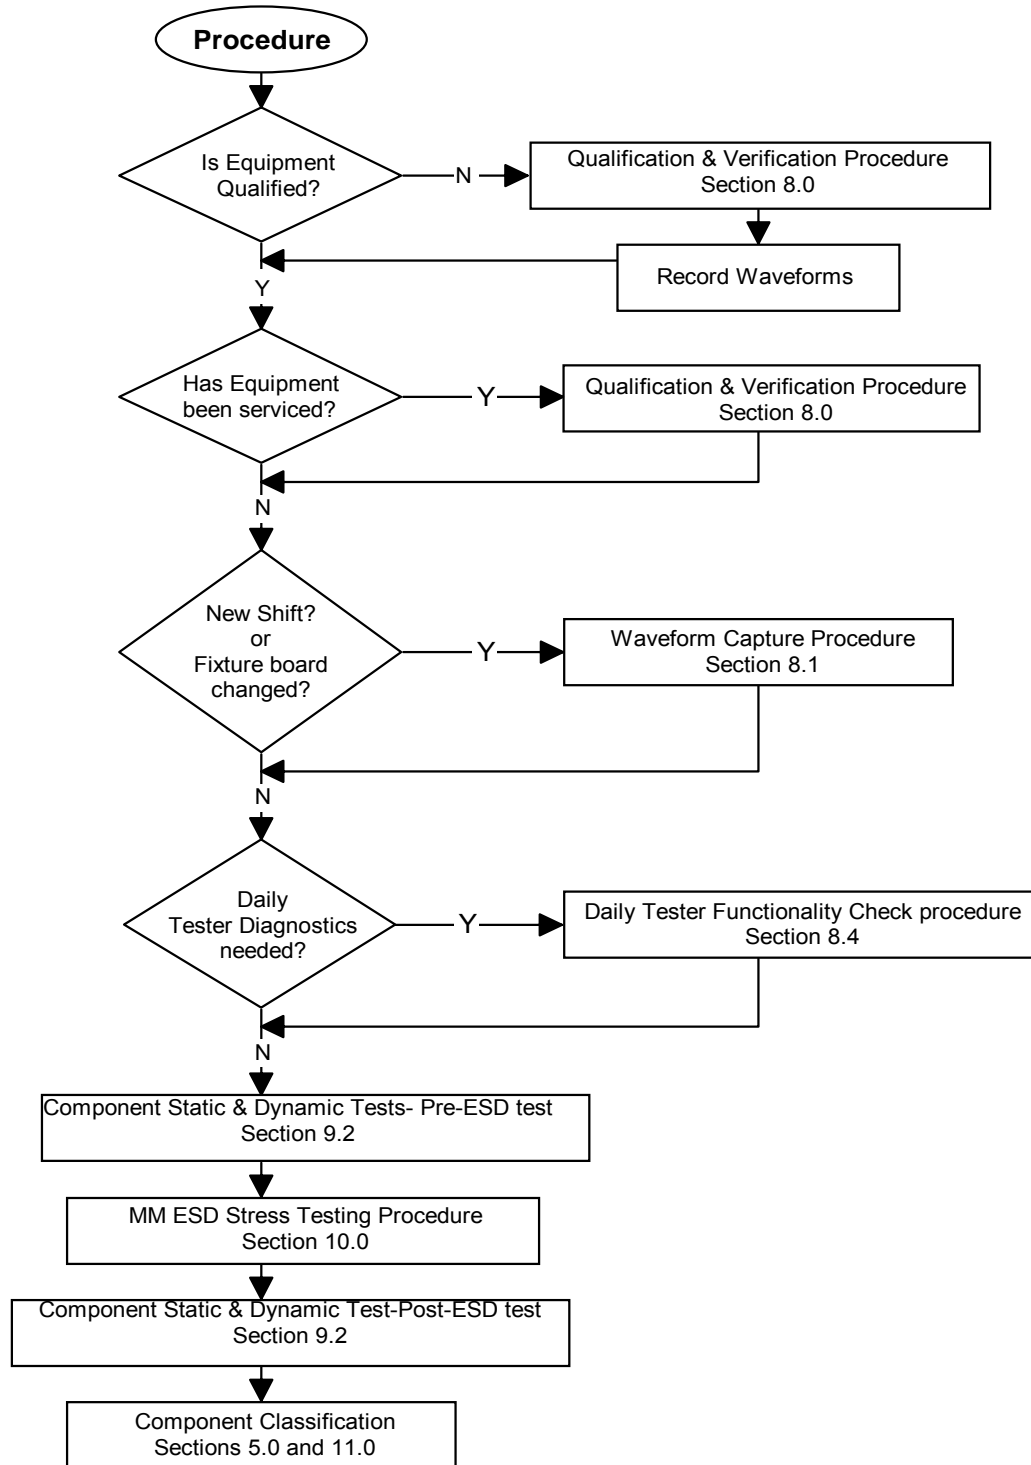 Procedure
Is Equipment
Qualified?
N
Qualification & Verification Procedure
Section 8.0
Record Waveforms
Y
Has Equipment
been serviced?
Y
Qualification & Verification Procedure
Section 8.0
N
New Shift?
or
Fixture board
changed?
Y
Waveform Capture Procedure
Section 8.1
N
Daily
Tester Diagnostics
needed?
Y
Daily Tester Functionality Check procedure
Section 8.4
N
Component Static & Dynamic Tests- Pre-ESD test
Section 9.2
MM ESD Stress Testing Procedure
Section 10.0
Component Static & Dynamic Test-Post-ESD test
Section 9.2
Component Classification
Sections 5.0 and 11.0